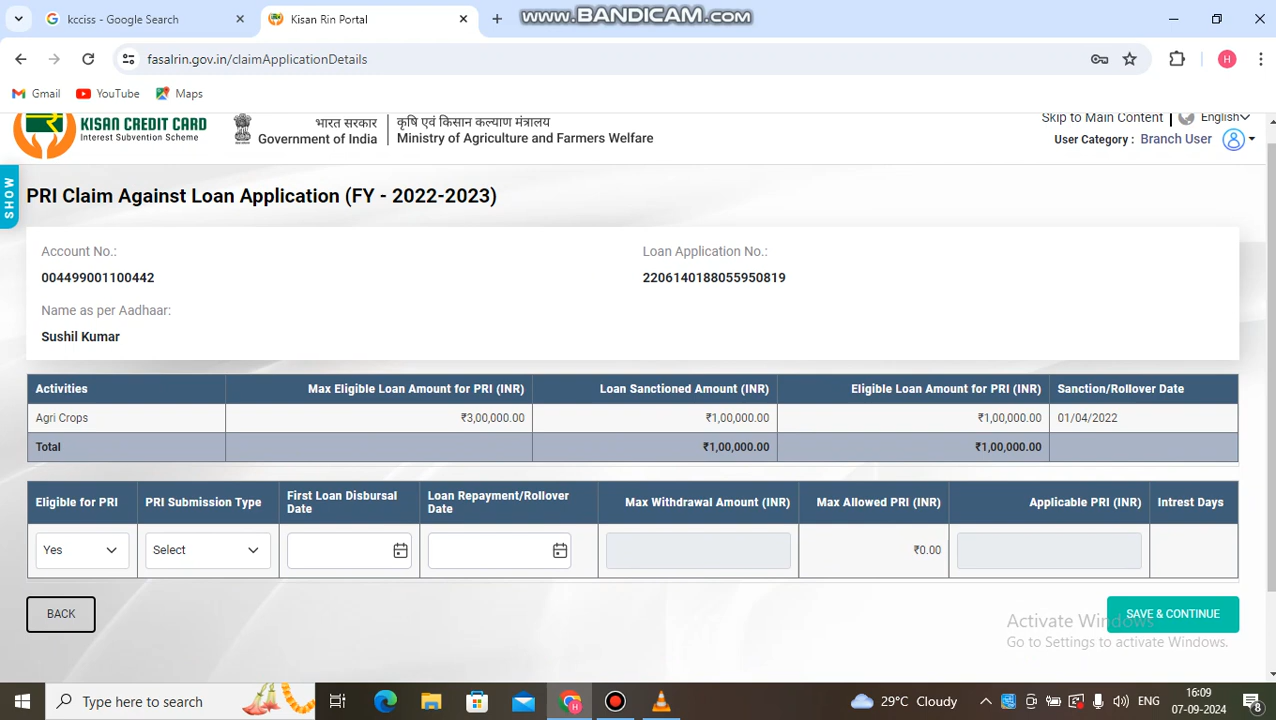 kcciss - Google Search
Kisan Rin Portal
www.BANDICAM.com
fasalrin.gov.in/claimApplicationDetails
H
Gmail
YouTube
Maps
KISAN CREDIT CARD
Interest Subvention Scheme
भारत सरकार
Government of India
कृषि एवं किसान कल्याण मंत्रालय
Ministry of Agriculture and Farmers Welfare
Skip to Main Content
English
User Category : Branch User
SHOW
PRI Claim Against Loan Application (FY - 2022-2023)
Account No.:
004499001100442
Loan Application No.:
2206140188055950819
Name as per Aadhaar:
Sushil Kumar
Activities Max Eligible Loan Amount for PRI (INR) Loan Sanctioned Amount (INR) Eligible Loan Amount for PRI (INR) Sanction/Rollover Date
Agri Crops ₹3,00,000.00 ₹1,00,000.00 ₹1,00,000.00 01/04/2022
Total ₹1,00,000.00 ₹1,00,000.00
Eligible for PRI
PRI Submission Type
First Loan Disbursal
Date
Loan Repayment/Rollover
Date
Max Withdrawal Amount (INR)
Max Allowed PRI (INR)
Applicable PRI (INR)
Intrest Days
Yes
Select
₹0.00
BACK
SAVE & CONTINUE
Activate Windows
Go to Settings to activate Windows.
Type here to search
H
29°C Cloudy
ENG
16:09
07-09-2024
8